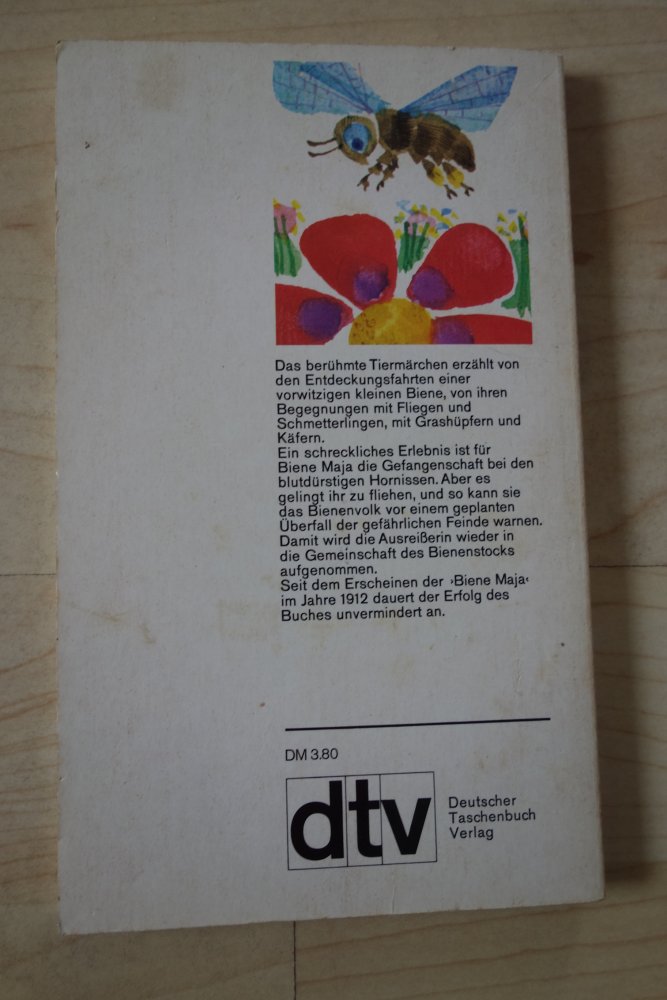 Das berühmte Tiermärchen erzählt von
den Entdeckungsfahrten einer
vorwitzigen kleinen Biene, von ihren
Begegnungen mit Fliegen und
Schmetterlingen, mit Grashüpfern und
Käfern.
Ein schreckliches Erlebnis ist für
Biene Maja die Gefangenschaft bei den
blutdürstigen Hornissen. Aber es
gelingt ihr zu fliehen, und so kann sie
das Bienenvolk vor einem geplanten
Überfall der gefährlichen Feinde warnen.
Damit wird die Ausreißerin wieder in
die Gemeinschaft des Bienenstocks
aufgenommen.
Seit dem Erscheinen der ›Biene Maja‹
im Jahre 1912 dauert der Erfolg des
Buches unvermindert an.
DM 3.80
dtv
Deutscher
Taschenbuch
Verlag